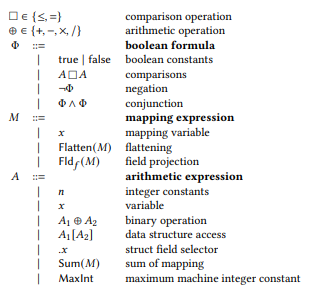 □ ∈ {≤, =} comparison operation
⊕ ∈ {+, −, ×, /} arithmetic operation
Φ ::= boolean formula
| true | false boolean constants
| A □ A comparisons
| ¬Φ negation
| Φ ∧ Φ conjunction
M ::= mapping expression
| x mapping variable
| Flatten(M) flattening
| Fld_f(M) field projection
A ::= arithmetic expression
| n integer constants
| x variable
| A₁ ⊕ A₂ binary operation
| A₁[A₂] data structure access
| .x struct field selector
| Sum(M) sum of mapping
| MaxInt maximum machine integer constant